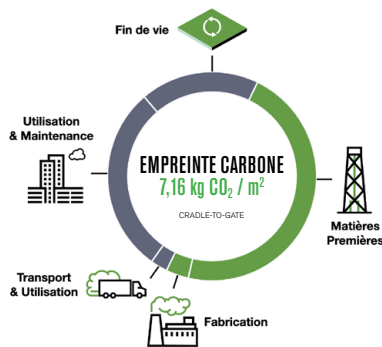 Fin de vie
Utilisation
& Maintenance
EMPREINTE CARBONE
7,16 kg CO₂ / m²
CRADLE-TO-GATE
Matières
Premières
Transport
& Utilisation
Fabrication